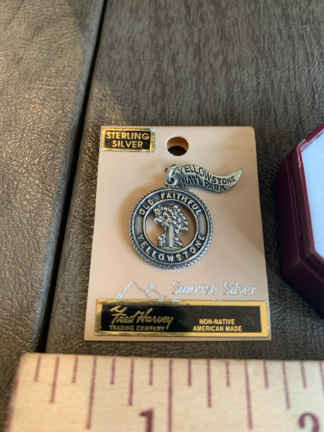 STERLING
SILVER
YELLOWSTONE
NAT'L PARK
OLD FAITHFUL
YELLOWSTONE
Sunrise Silver
Fred Harvey
TRADING COMPANY
NON-NATIVE
AMERICAN MADE
1
2